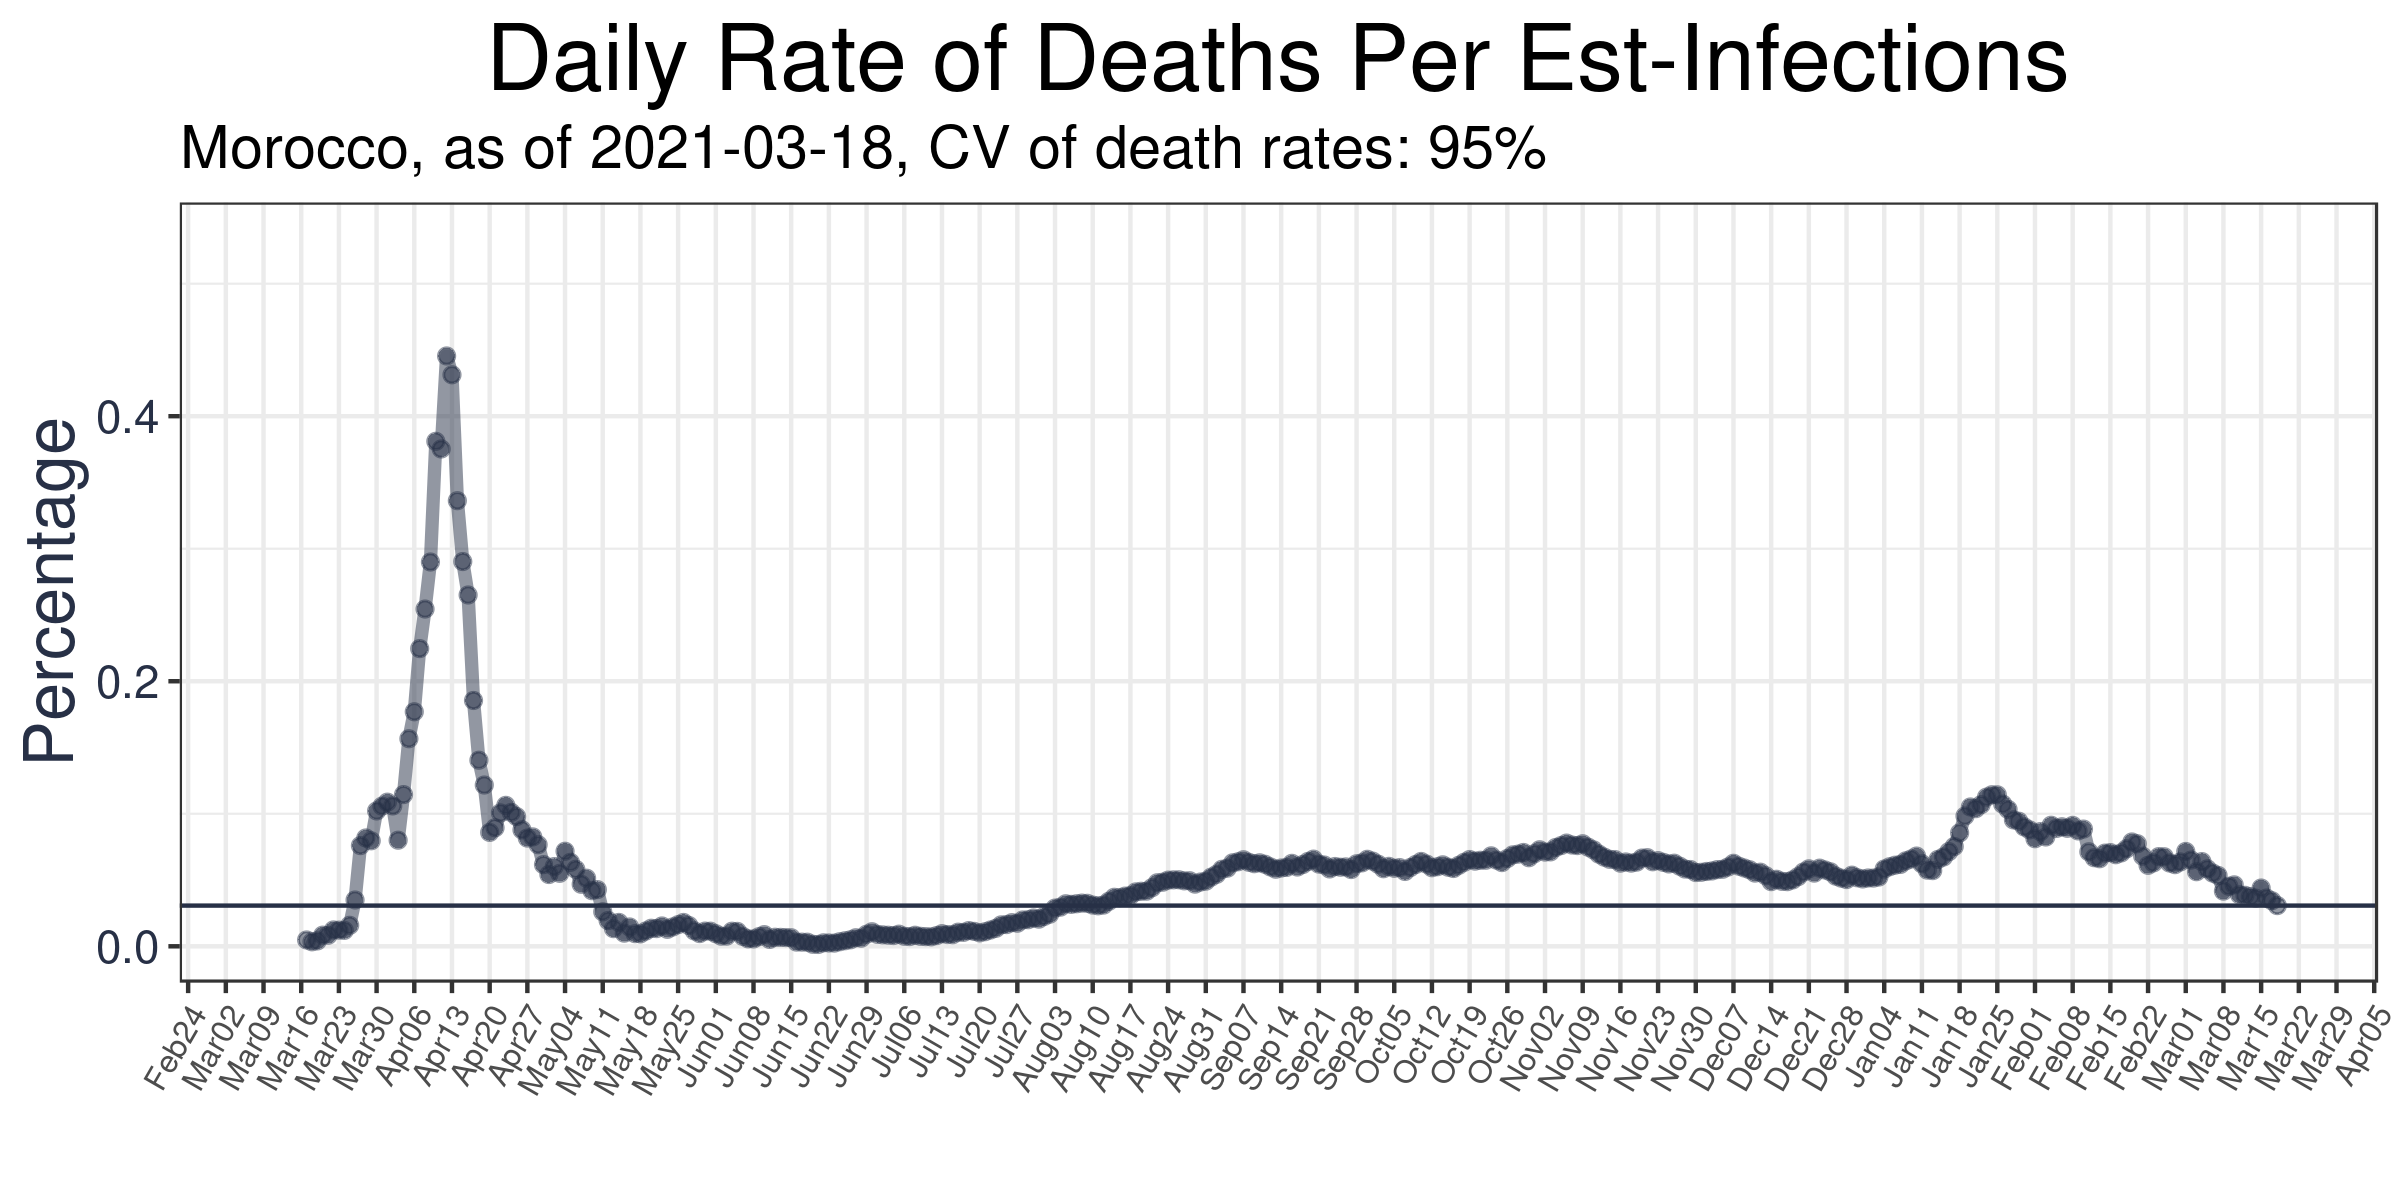 Daily Rate of Deaths Per Est-Infections
Morocco, as of 2021-03-18, CV of death rates: 95%
Percentage
0.4
0.2
0.0
Feb24
Mar02
Mar09
Mar16
Mar23
Mar30
Apr06
Apr13
Apr20
Apr27
May04
May11
May18
May25
Jun01
Jun08
Jun15
Jun22
Jun29
Jul06
Jul13
Jul20
Jul27
Aug03
Aug10
Aug17
Aug24
Aug31
Sep07
Sep14
Sep21
Sep28
Oct05
Oct12
Oct19
Oct26
Nov02
Nov09
Nov16
Nov23
Nov30
Dec07
Dec14
Dec21
Dec28
Jan04
Jan11
Jan18
Jan25
Feb01
Feb08
Feb15
Feb22
Mar01
Mar08
Mar15
Mar22
Mar29
Apr05